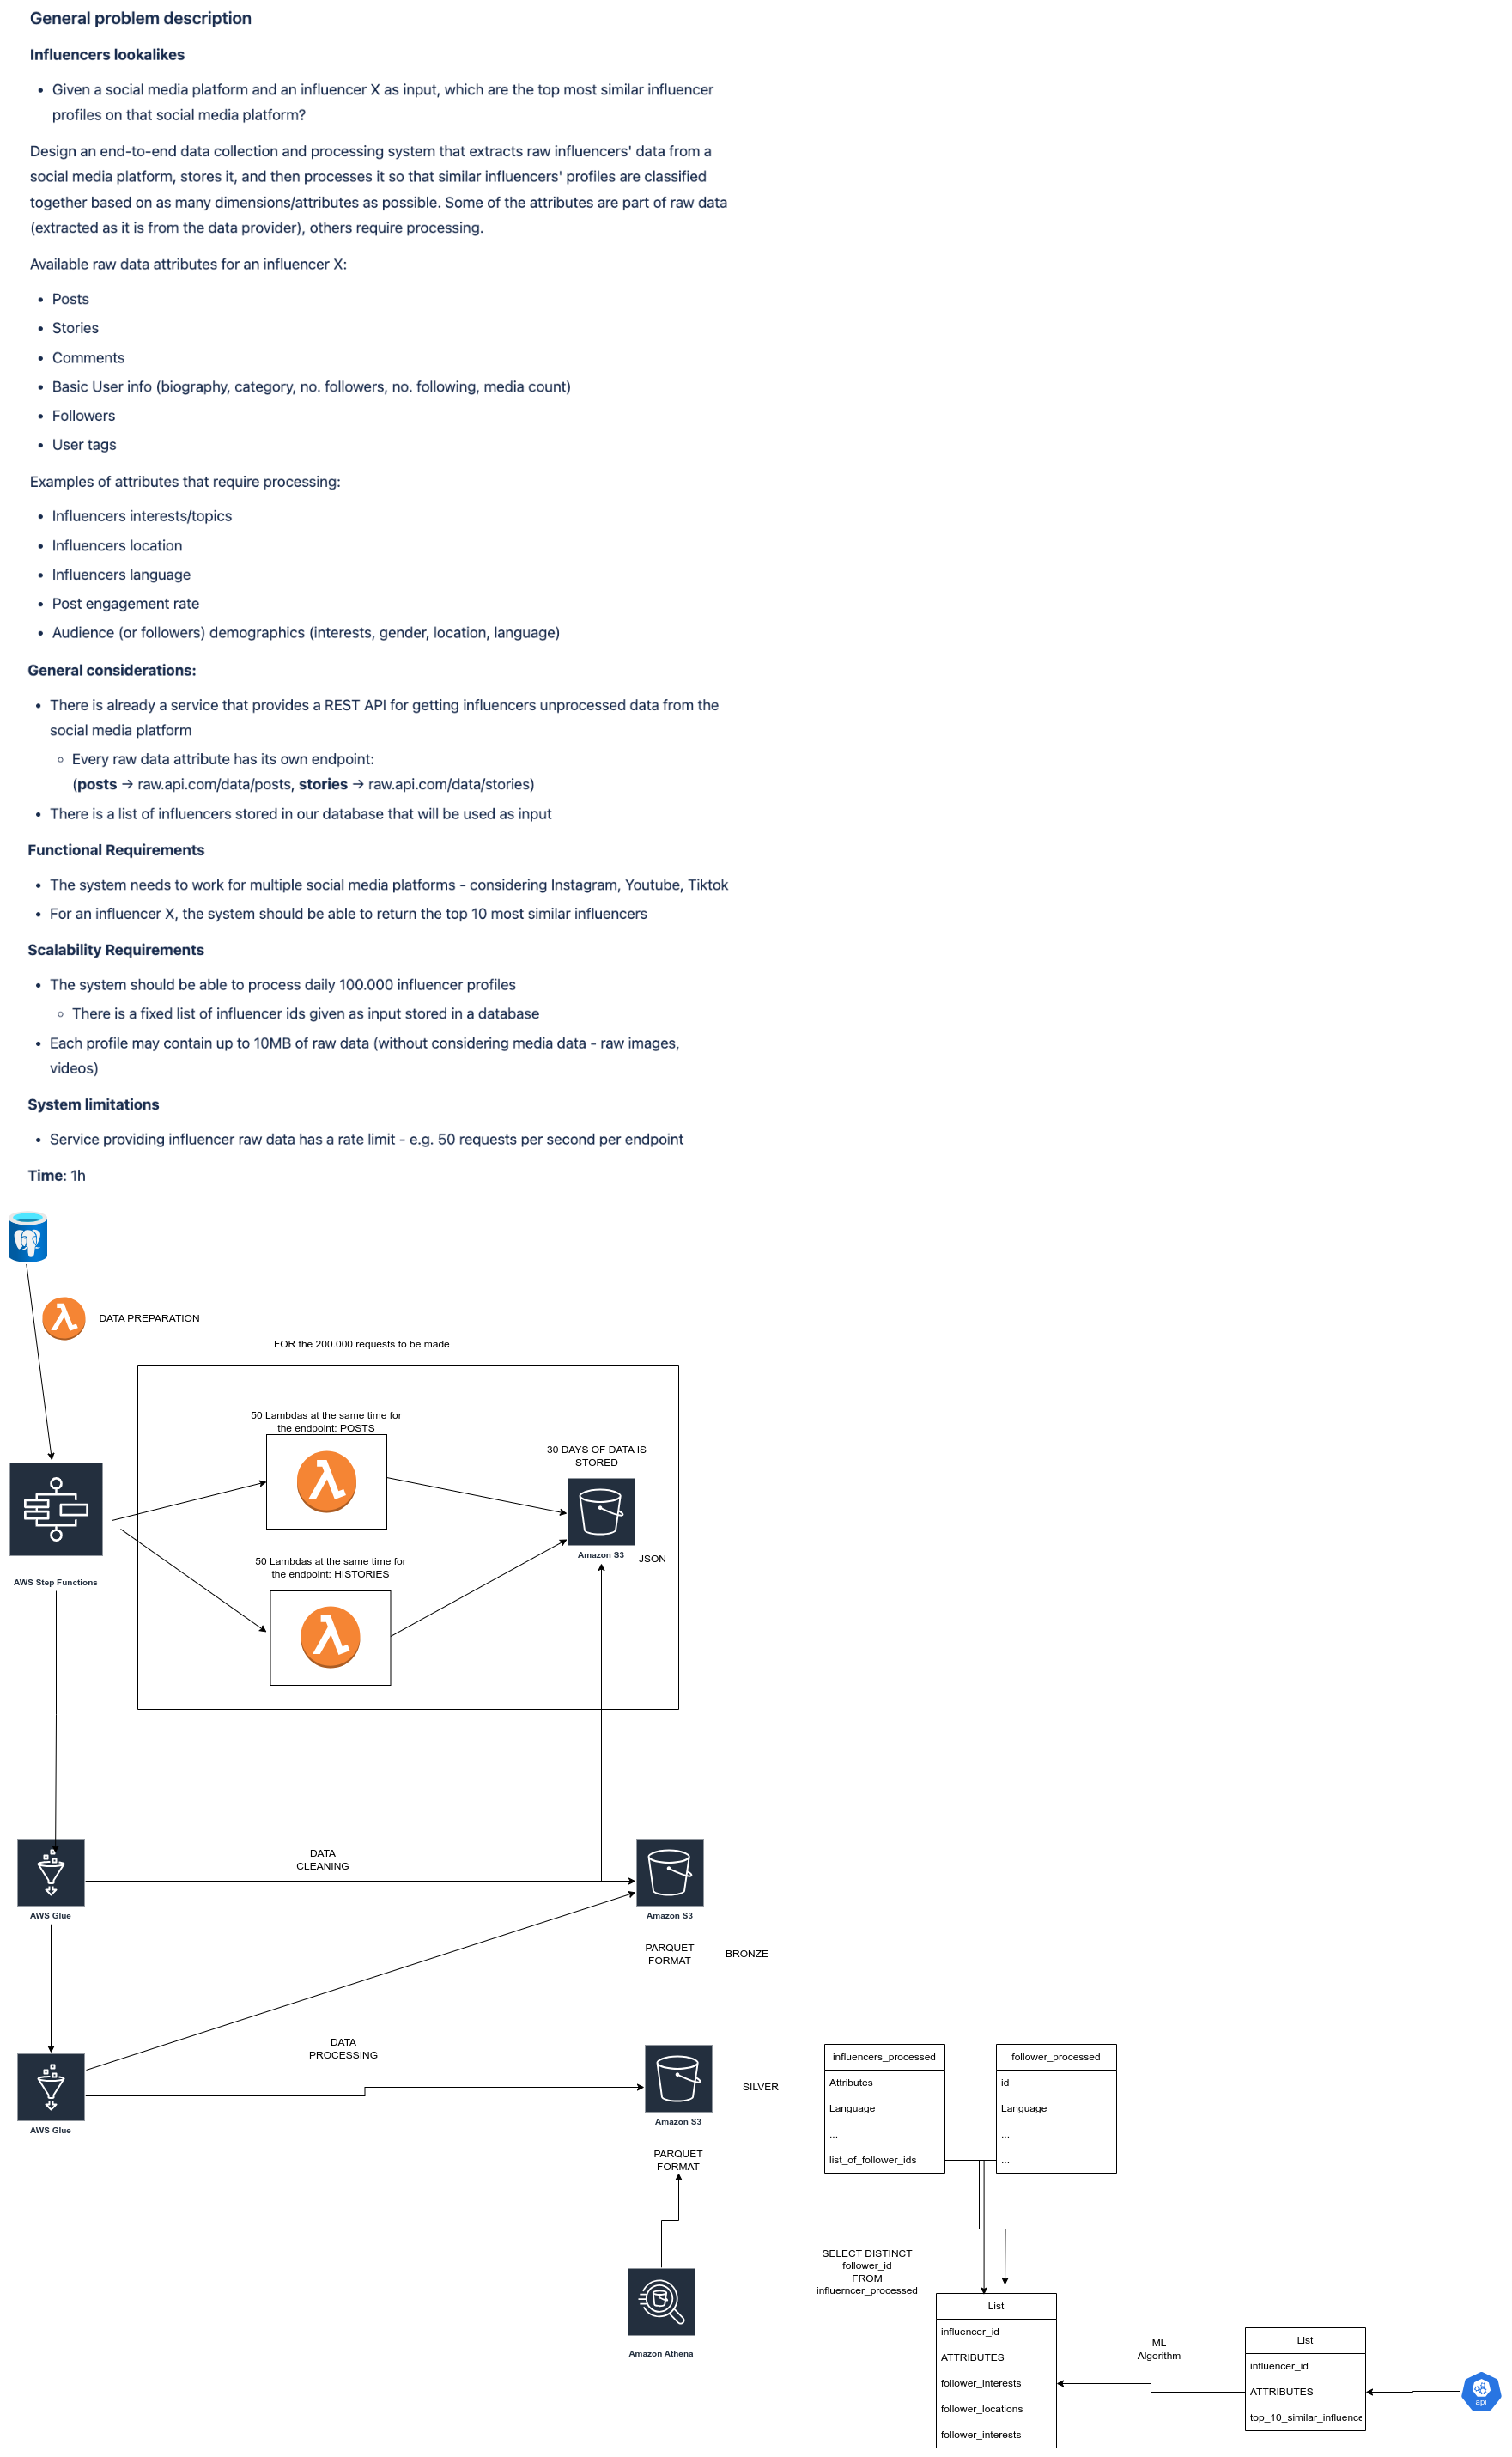 General problem description
Influencers lookalikes
• Given a social media platform and an influencer X as input, which are the top most similar influencer
profiles on that social media platform?
Design an end-to-end data collection and processing system that extracts raw influencers' data from a
social media platform, stores it, and then processes it so that similar influencers' profiles are classified
together based on as many dimensions/attributes as possible. Some of the attributes are part of raw data
(extracted as it is from the data provider), others require processing.
Available raw data attributes for an influencer X:
• Posts
• Stories
• Comments
• Basic User info (biography, category, no. followers, no. following, media count)
• Followers
• User tags
Examples of attributes that require processing:
• Influencers interests/topics
• Influencers location
• Influencers language
• Post engagement rate
• Audience (or followers) demographics (interests, gender, location, language)
General considerations:
• There is already a service that provides a REST API for getting influencers unprocessed data from the
social media platform
◦ Every raw data attribute has its own endpoint:
(posts → raw.api.com/data/posts, stories → raw.api.com/data/stories)
• There is a list of influencers stored in our database that will be used as input
Functional Requirements
• The system needs to work for multiple social media platforms - considering Instagram, Youtube, Tiktok
• For an influencer X, the system should be able to return the top 10 most similar influencers
Scalability Requirements
• The system should be able to process daily 100.000 influencer profiles
◦ There is a fixed list of influencer ids given as input stored in a database
• Each profile may contain up to 10MB of raw data (without considering media data - raw images,
videos)
System limitations
• Service providing influencer raw data has a rate limit - e.g. 50 requests per second per endpoint
Time: 1h
DATA PREPARATION
FOR the 200.000 requests to be made
50 Lambdas at the same time for
the endpoint: POSTS
30 DAYS OF DATA IS
STORED
Amazon S3
JSON
50 Lambdas at the same time for
the endpoint: HISTORIES
AWS Step Functions
DATA
CLEANING
AWS Glue
Amazon S3
PARQUET
FORMAT
BRONZE
DATA
PROCESSING
AWS Glue
Amazon S3
SILVER
PARQUET
FORMAT
influencers_processed
Attributes
Language
...
list_of_follower_ids
follower_processed
id
Language
...
...
SELECT DISTINCT
follower_id
FROM
influerncer_processed
Amazon Athena
List
influencer_id
ATTRIBUTES
follower_interests
follower_locations
follower_interests
ML
Algorithm
List
influencer_id
ATTRIBUTES
top_10_similar_influence
api